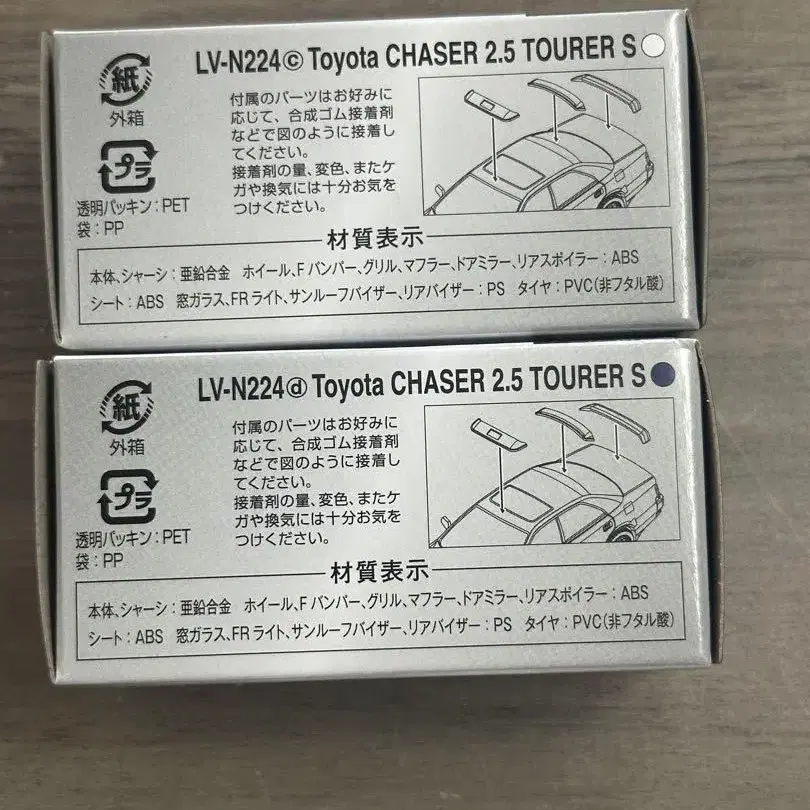 LV-N224ⓒ Toyota CHASER 2.5 TOURER S
紙
外箱
プラ
透明パッキン：PET
袋：PP
付属のパーツはお好みに
応じて、合成ゴム接着剤
などで図のように接着し
てください。
接着剤の量、変色、またケ
ガや換気には十分お気を
つけください。
材質表示
本体、シャーシ：亜鉛合金 ホイール、Fバンパー、グリル、マフラー、ドアミラー、リアスポイラー：ABS
シート：ABS 窓ガラス、FRライト、サンルーフバイザー、リアバイザー：PS タイヤ：PVC（非フタル酸）
LV-N224ⓓ Toyota CHASER 2.5 TOURER S
紙
外箱
プラ
透明パッキン：PET
袋：PP
付属のパーツはお好みに
応じて、合成ゴム接着剤
などで図のように接着し
てください。
接着剤の量、変色、またケ
ガや換気には十分お気を
つけください。
材質表示
本体、シャーシ：亜鉛合金 ホイール、Fバンパー、グリル、マフラー、ドアミラー、リアスポイラー：ABS
シート：ABS 窓ガラス、FRライト、サンルーフバイザー、リアバイザー：PS タイヤ：PVC（非フタル酸）